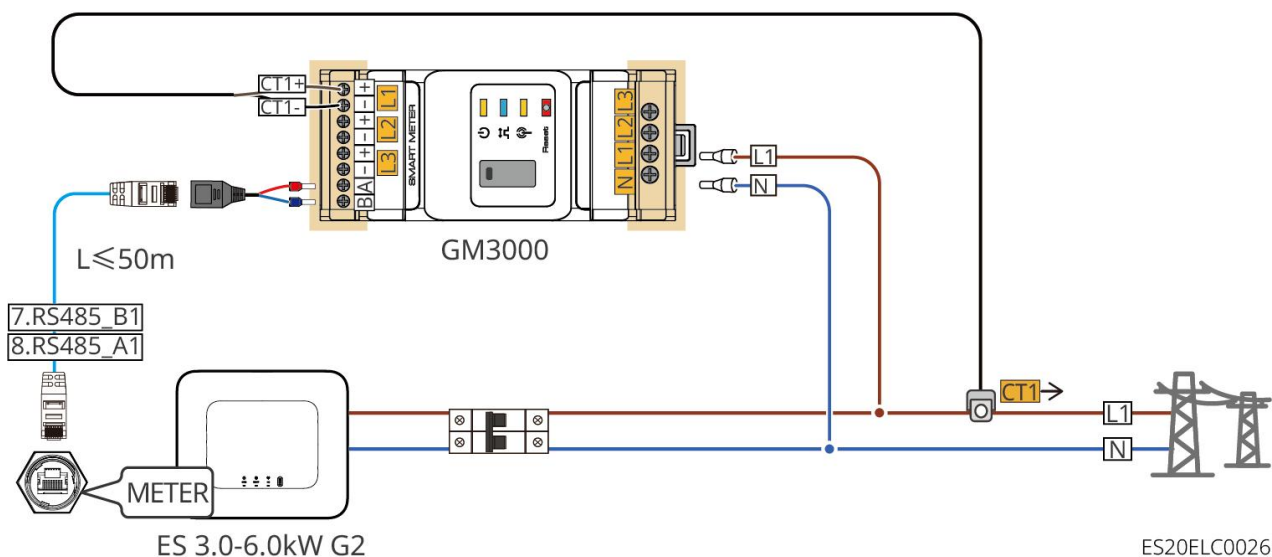 CT1+
CT1-
+
-
+
-
+
-
A
B
L1
L2
L3
SMART METER
Reset
L3
L2
L1
N
L1
N
GM3000
L≤50m
7.RS485_B1
8.RS485_A1
CT1
L1
N
METER
ES 3.0-6.0kW G2
ES20ELC0026